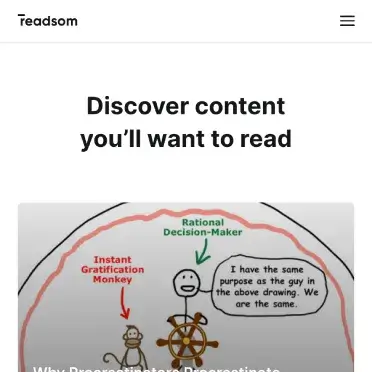 readsom
Discover content
you’ll want to read
Rational
Decision-Maker
Instant
Gratification
Monkey
I have the same
purpose as the guy in
the above drawing. We
are the same.
Why Procrastinators Procrastinate